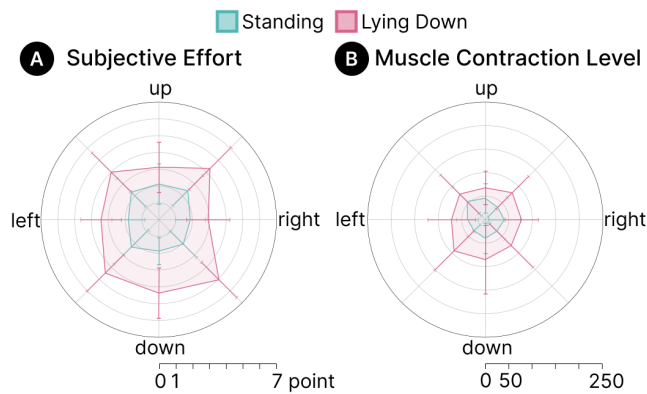 Standing Lying Down
A Subjective Effort
B Muscle Contraction Level
up
up
left
right
left
right
down
down
0 1 7 point
0 50 250